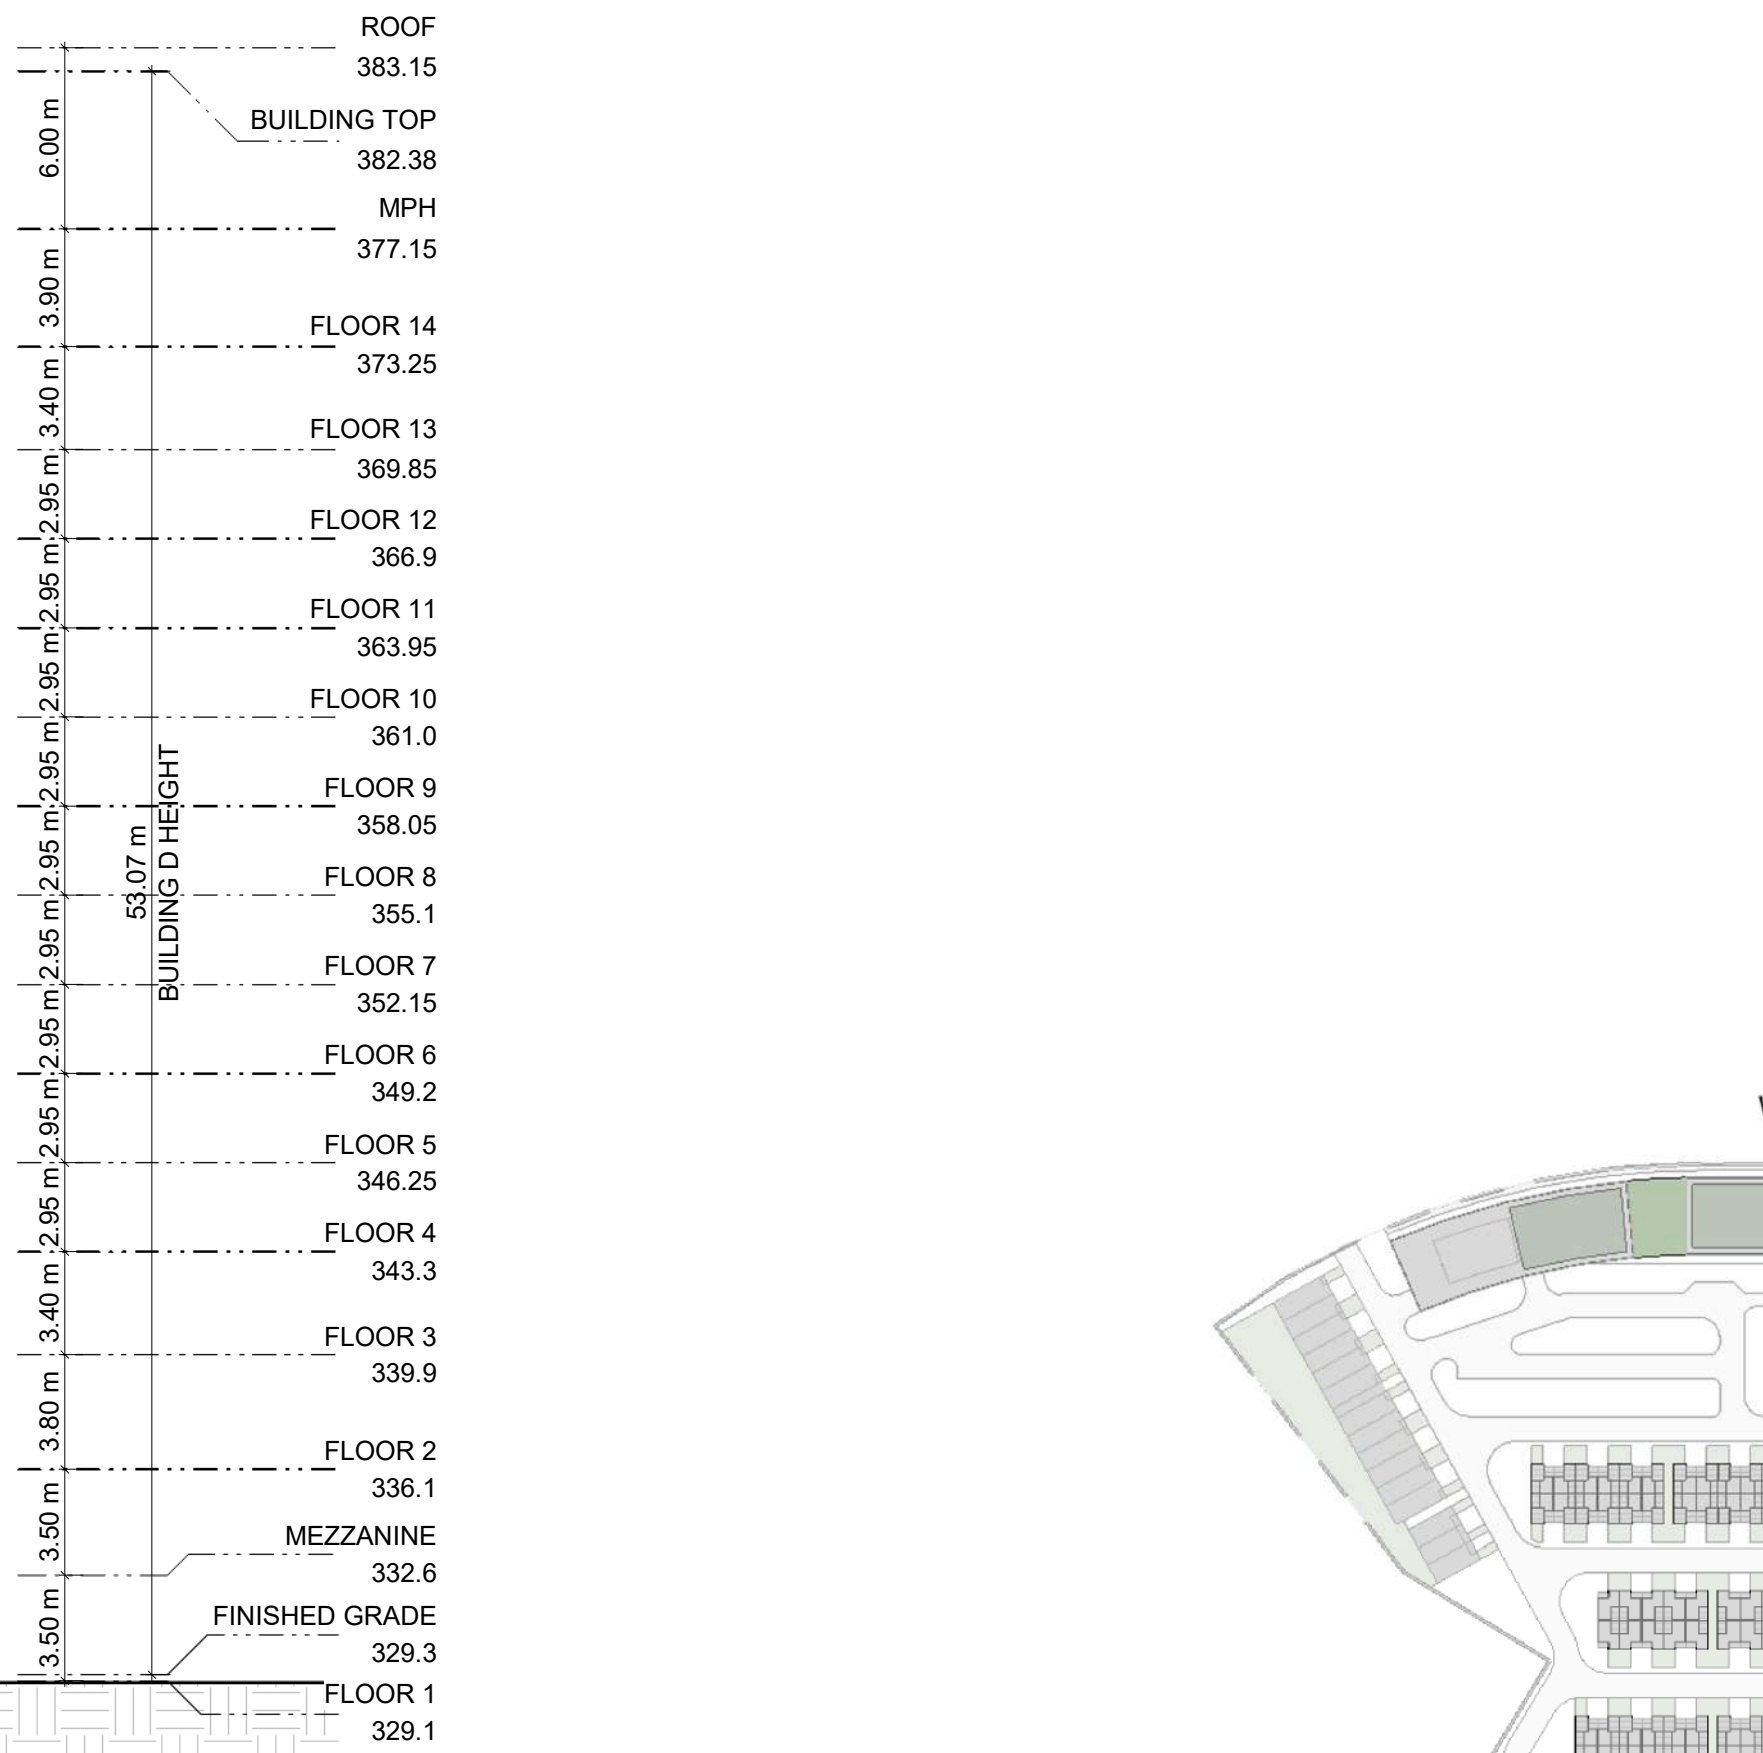 ROOF
383.15
BUILDING TOP
382.38
6.00 m
MPH
377.15
3.90 m
FLOOR 14
373.25
3.40 m
FLOOR 13
369.85
2.95 m
FLOOR 12
366.9
2.95 m
FLOOR 11
363.95
2.95 m
FLOOR 10
361.0
2.95 m
FLOOR 9
358.05
2.95 m
FLOOR 8
355.1
53.07 m
BUILDING D HEIGHT
2.95 m
FLOOR 7
352.15
2.95 m
FLOOR 6
349.2
2.95 m
FLOOR 5
346.25
2.95 m
FLOOR 4
343.3
3.40 m
FLOOR 3
339.9
3.80 m
FLOOR 2
336.1
3.50 m
MEZZANINE
332.6
3.50 m
FINISHED GRADE
329.3
FLOOR 1
329.1